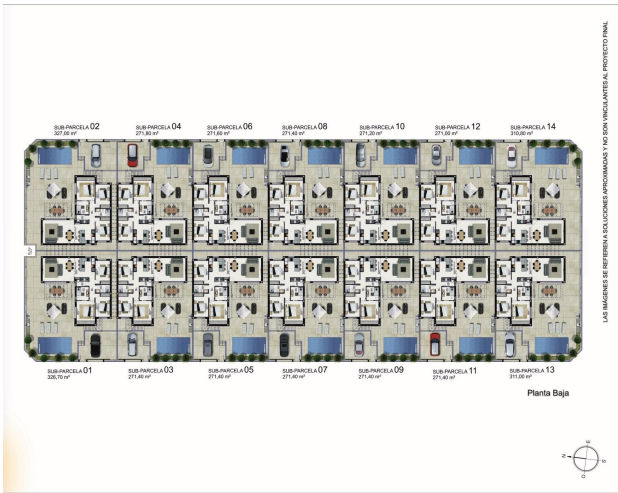 SUB-PARCELA 02
327,00 m²
SUB-PARCELA 04
271,80 m²
SUB-PARCELA 06
271,60 m²
SUB-PARCELA 08
271,40 m²
SUB-PARCELA 10
271,20 m²
SUB-PARCELA 12
271,00 m²
SUB-PARCELA 14
310,80 m²
SUB-PARCELA 01
326,70 m²
SUB-PARCELA 03
271,40 m²
SUB-PARCELA 05
271,40 m²
SUB-PARCELA 07
271,40 m²
SUB-PARCELA 09
271,40 m²
SUB-PARCELA 11
271,40 m²
SUB-PARCELA 13
311,00 m²
Planta Baja
LAS IMÁGENES SE REFIEREN A SOLUCIONES APROXIMADAS Y NO SON VINCULANTES AL PROYECTO FINAL
N
E
S
O